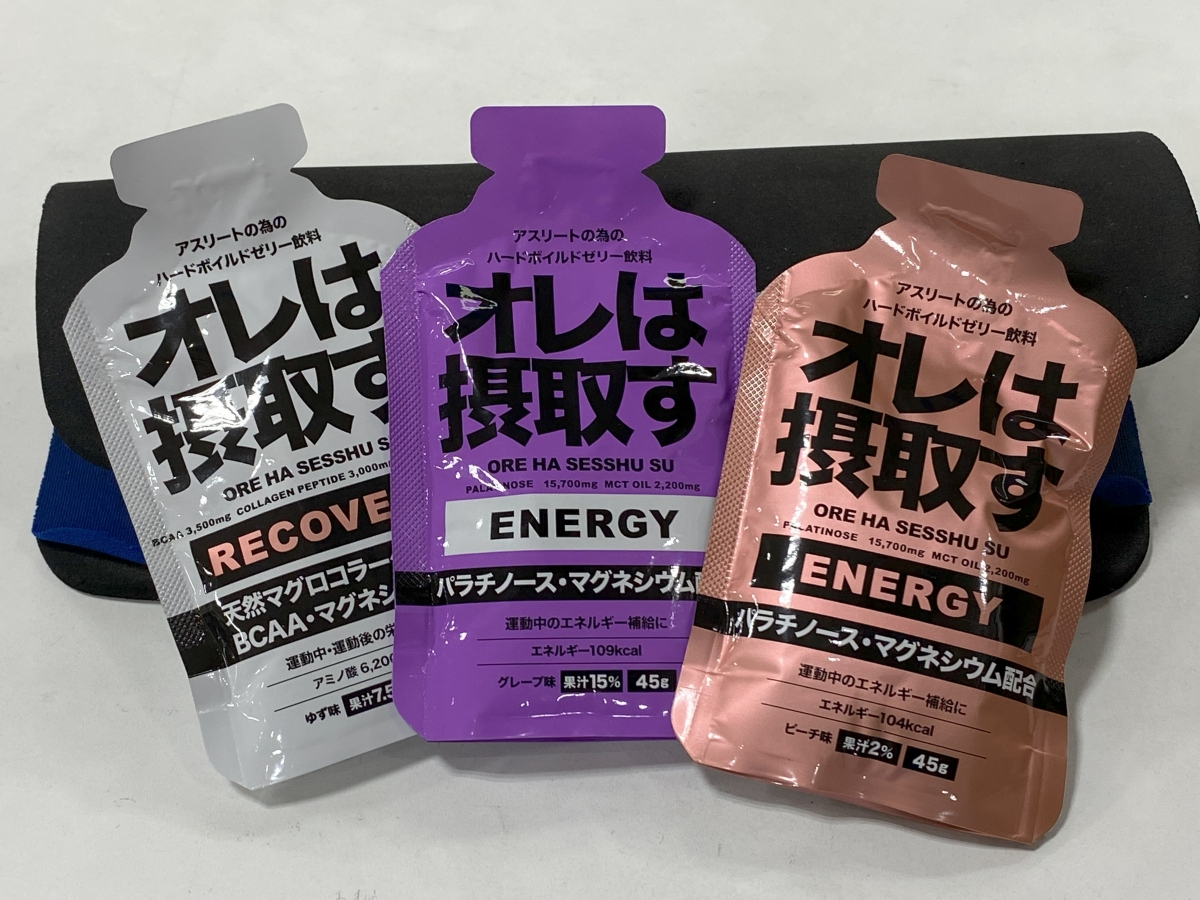 アスリートの為の
ハードボイルドゼリー飲料
オレは
摂取す
ORE HA SESSHU S
BCAA 3,500mg COLLAGEN PEPTIDE 3,000m
RECOVE
天然マグロコラー
BCAA・マグネシ
運動中・運動後の栄
アミノ酸 6,200
ゆず味 果汁7.5
アスリートの為の
ハードボイルドゼリー飲料
オレは
摂取す
ORE HA SESSHU SU
PALATINOSE 15,700mg MCT OIL 2,200mg
ENERGY
パラチノース・マグネシウム
運動中のエネルギー補給に
エネルギー109kcal
グレープ味 果汁15% 45g
アスリートの為の
ハードボイルドゼリー飲料
オレは
摂取す
ORE HA SESSHU SU
PALATINOSE 15,700mg MCT OIL 2,200mg
ENERGY
パラチノース・マグネシウム配合
運動中のエネルギー補給に
エネルギー104kcal
ピーチ味 果汁2% 45g